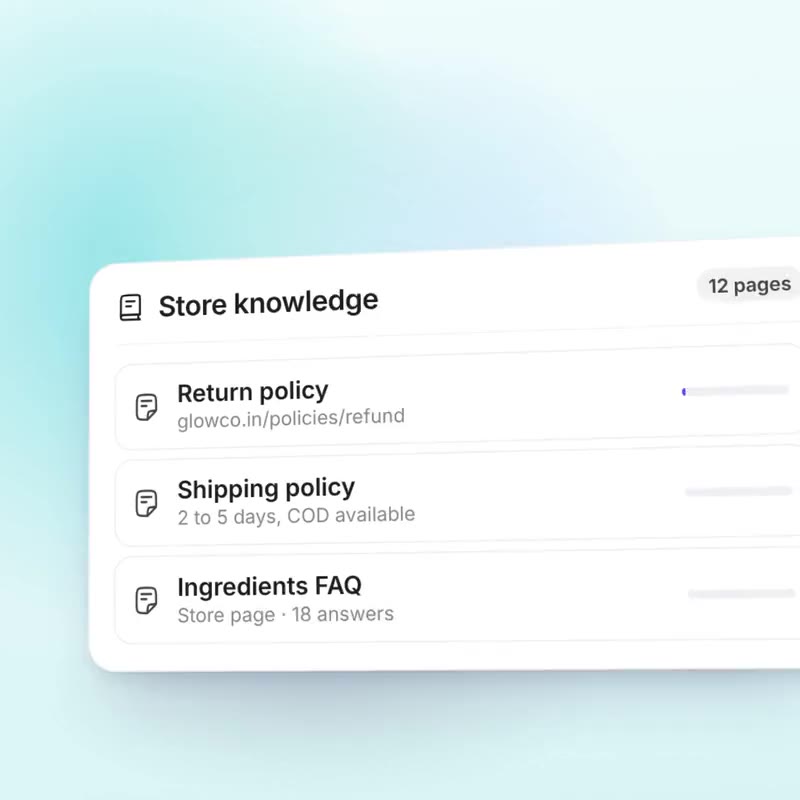 Store knowledge
12 pages
Return policy
glowco.in/policies/refund
Shipping policy
2 to 5 days, COD available
Ingredients FAQ
Store page · 18 answers